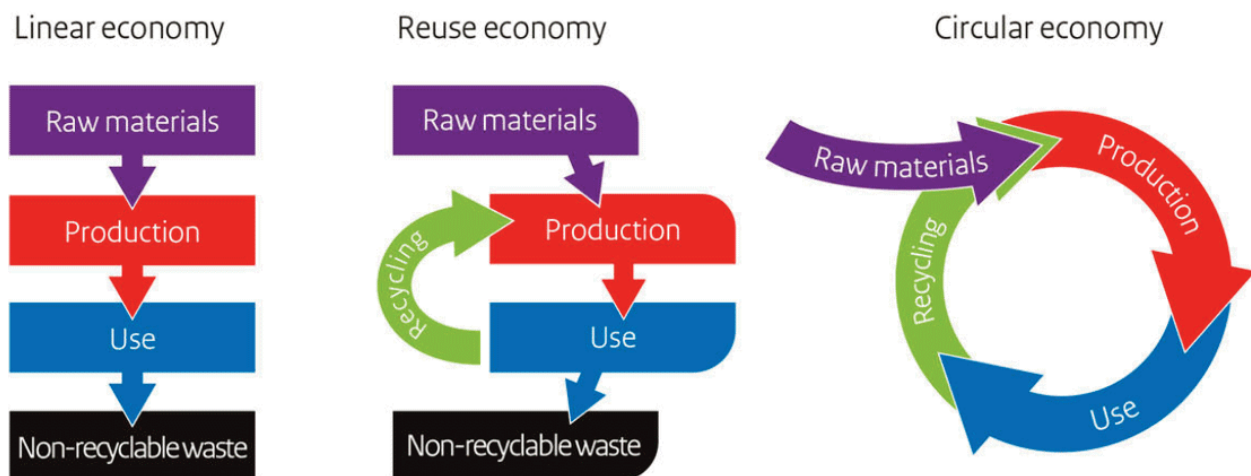 Linear economy
Raw materials
Production
Use
Non-recyclable waste
Reuse economy
Raw materials
Production
Recycling
Use
Non-recyclable waste
Circular economy
Raw materials
Production
Use
Recycling